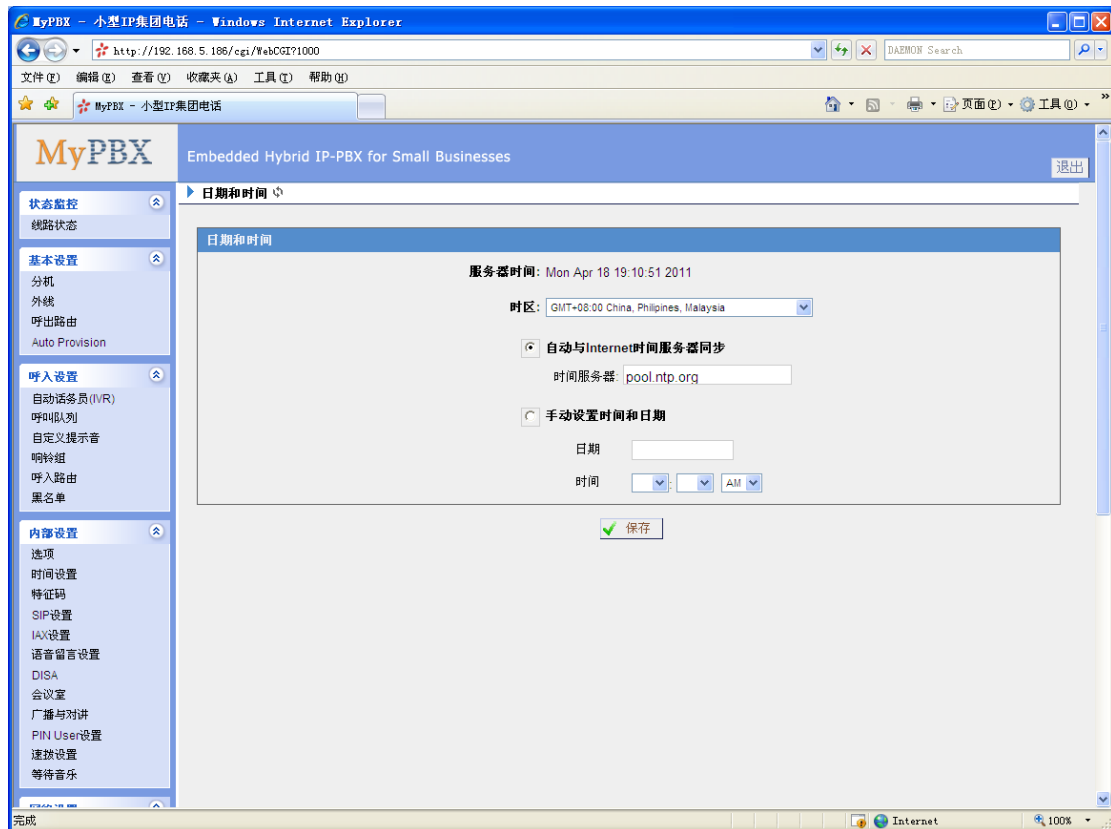 MyPBX - 小型IP集团电话 - Windows Internet Explorer
http://192.168.5.186/cgi/WebCGI?1000
DAEMON Search
文件(F) 编辑(E) 查看(V) 收藏夹(A) 工具(T) 帮助(H)
MyPBX - 小型IP集团电话
页面(P)
工具(O)
MyPBX
Embedded Hybrid IP-PBX for Small Businesses
退出
状态监控
线路状态
基本设置
分机
外线
呼出路由
Auto Provision
呼入设置
自动话务员(IVR)
呼叫队列
自定义提示音
响铃组
呼入路由
黑名单
内部设置
选项
时间设置
特征码
SIP设置
IAX设置
语音留言设置
DISA
会议室
广播与对讲
PIN User设置
速拨设置
等待音乐
日期和时间
日期和时间
服务器时间: Mon Apr 18 19:10:51 2011
时区: GMT+08:00 China, Philipines, Malaysia
自动与Internet时间服务器同步
时间服务器: pool.ntp.org
手动设置时间和日期
日期
时间 : AM
保存
完成
Internet
100%